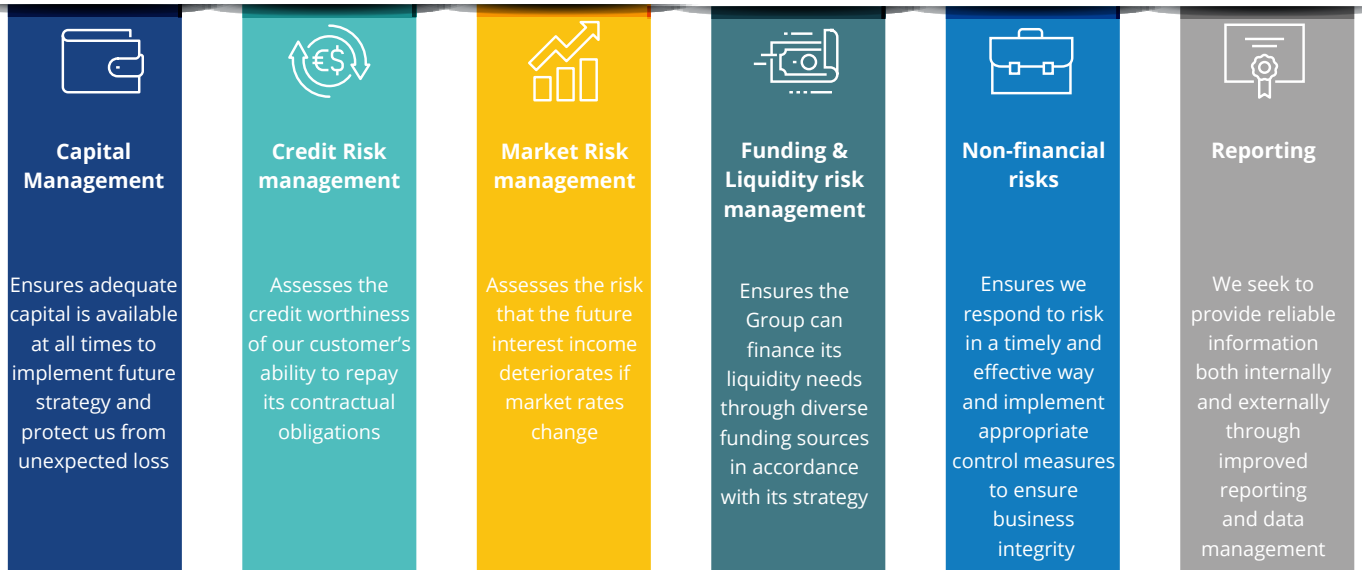 €$
Capital
Management
Ensures adequate
capital is available
at all times to
implement future
strategy and
protect us from
unexpected loss
Credit Risk
management
Assesses the
credit worthiness
of our customer’s
ability to repay
its contractual
obligations
Market Risk
management
Assesses the risk
that the future
interest income
deteriorates if
market rates
change
Funding &
Liquidity risk
management
Ensures the
Group can
finance its
liquidity needs
through diverse
funding sources
in accordance
with its strategy
Non-financial
risks
Ensures we
respond to risk
in a timely and
effective way
and implement
appropriate
control measures
to ensure
business
integrity
Reporting
We seek to
provide reliable
information
both internally
and externally
through
improved
reporting
and data
management